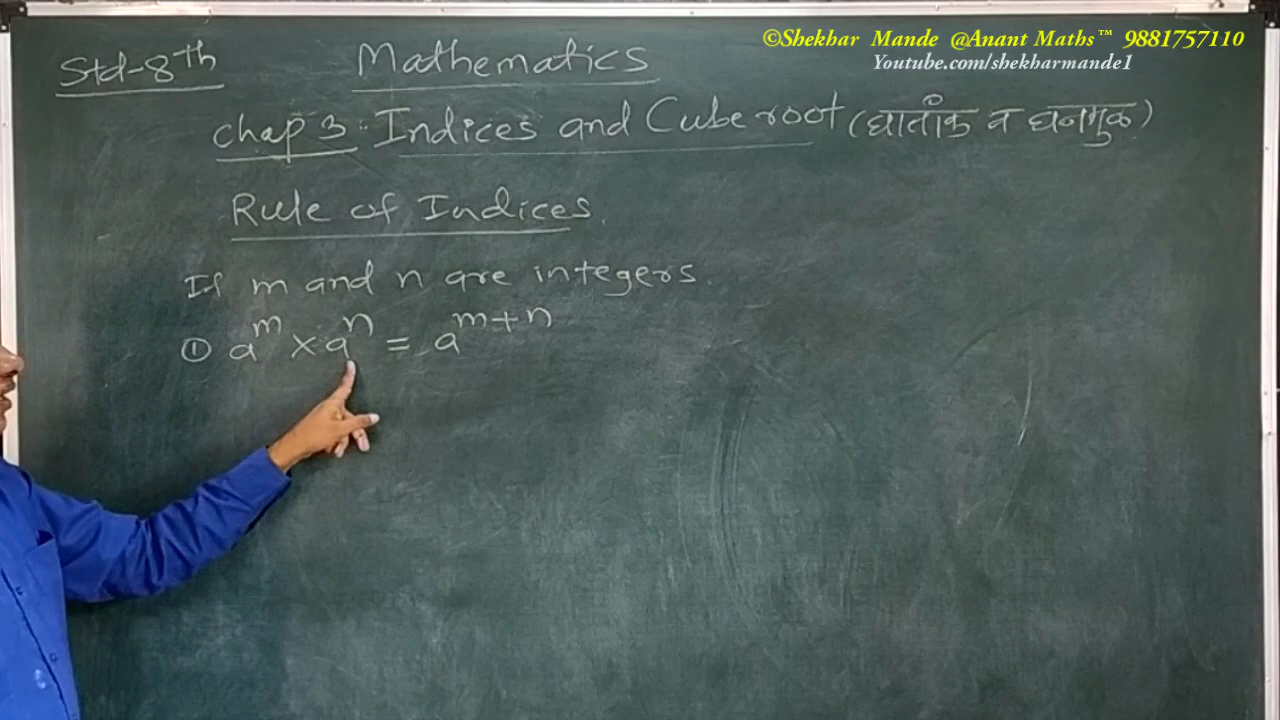 ©Shekhar Mande @Anant Maths™ 9881757110
Youtube.com/shekharmande1
Std-8th Mathematics
Chap 3: Indices and Cube root (घातांक व घनमुळ)
Rule of Indices.
If m and n are integers.
① a^m × a^n = a^m+n